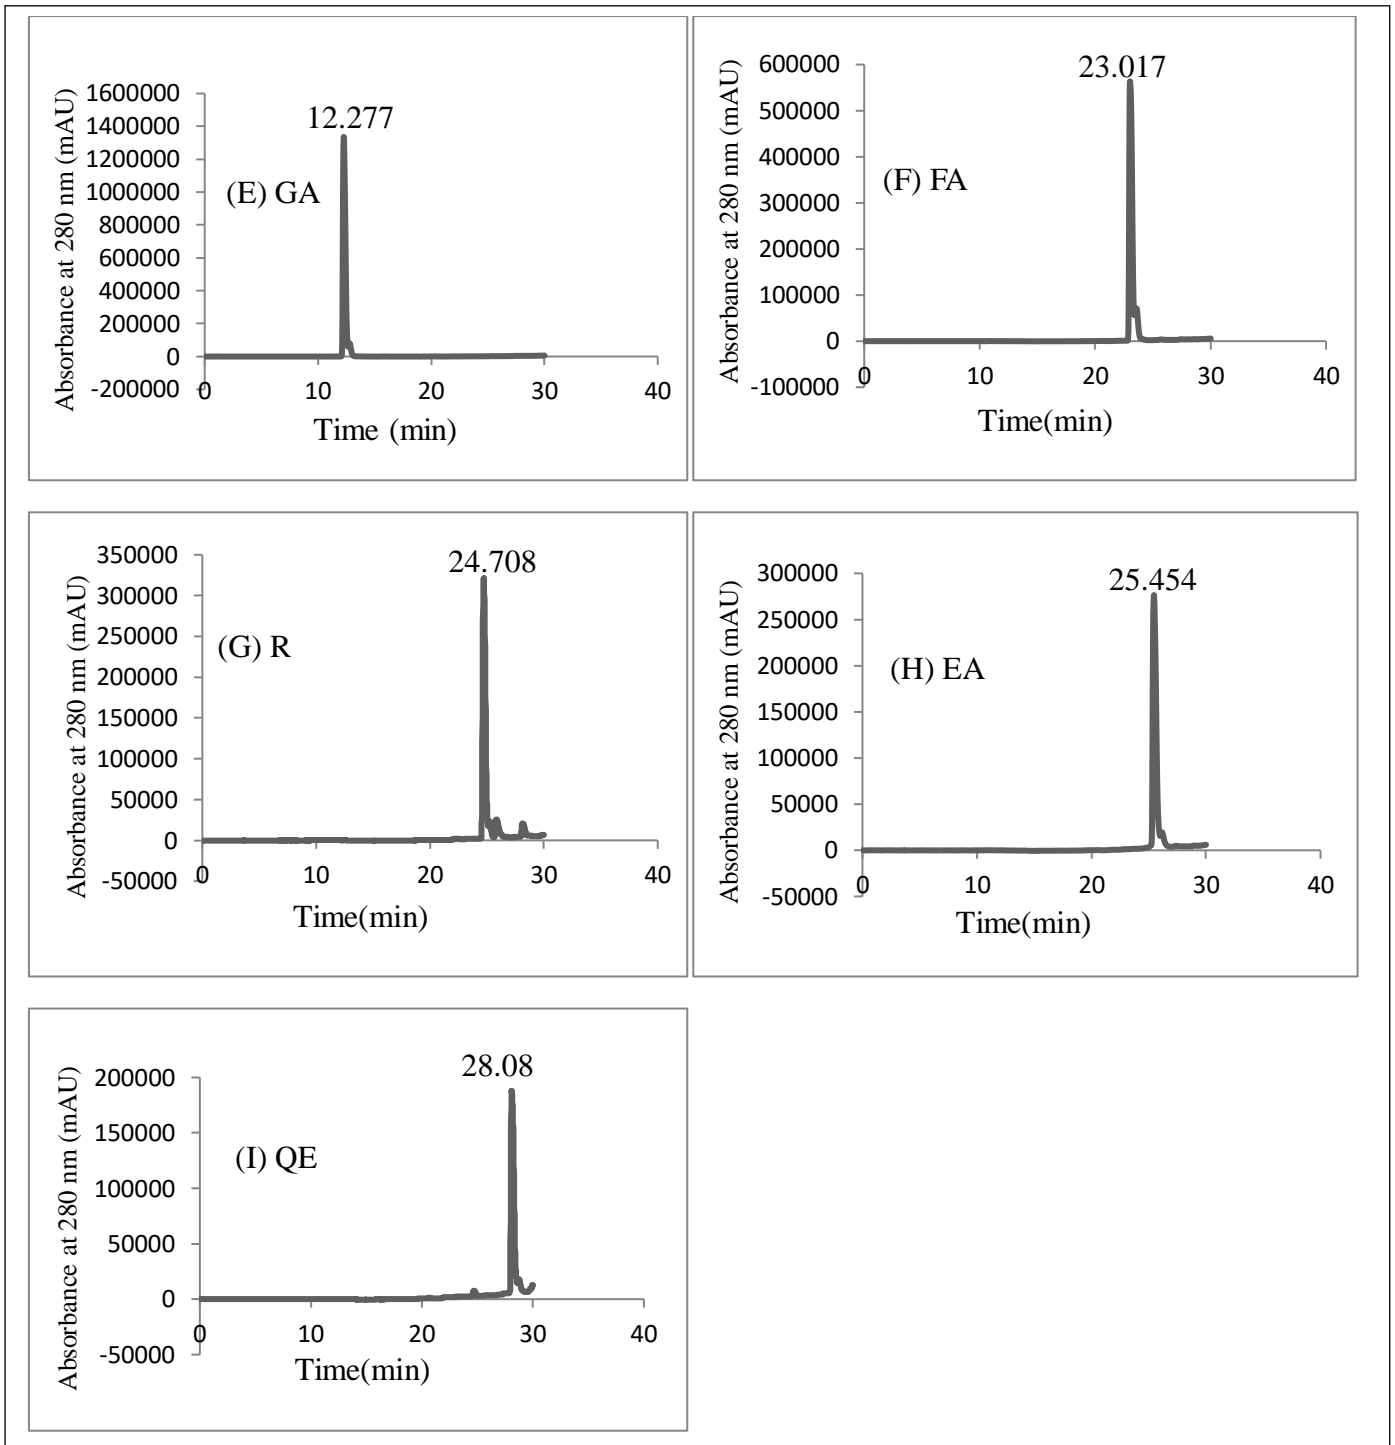 Absorbance at 280 nm (mAU)
1600000
1400000
1200000
1000000
800000
600000
400000
200000
0
-200000
12.277
(E) GA
0 10 20 30 40
Time (min)
Absorbance at 280 nm (mAU)
600000
500000
400000
300000
200000
100000
0
-100000
23.017
(F) FA
0 10 20 30 40
Time(min)
Absorbance at 280 nm (mAU)
350000
300000
250000
200000
150000
100000
50000
0
-50000
24.708
(G) R
0 10 20 30 40
Time(min)
Absorbance at 280 nm (mAU)
300000
250000
200000
150000
100000
50000
0
-50000
25.454
(H) EA
0 10 20 30 40
Time(min)
Absorbance at 280 nm (mAU)
200000
150000
100000
50000
0
-50000
28.08
(I) QE
0 10 20 30 40
Time(min)